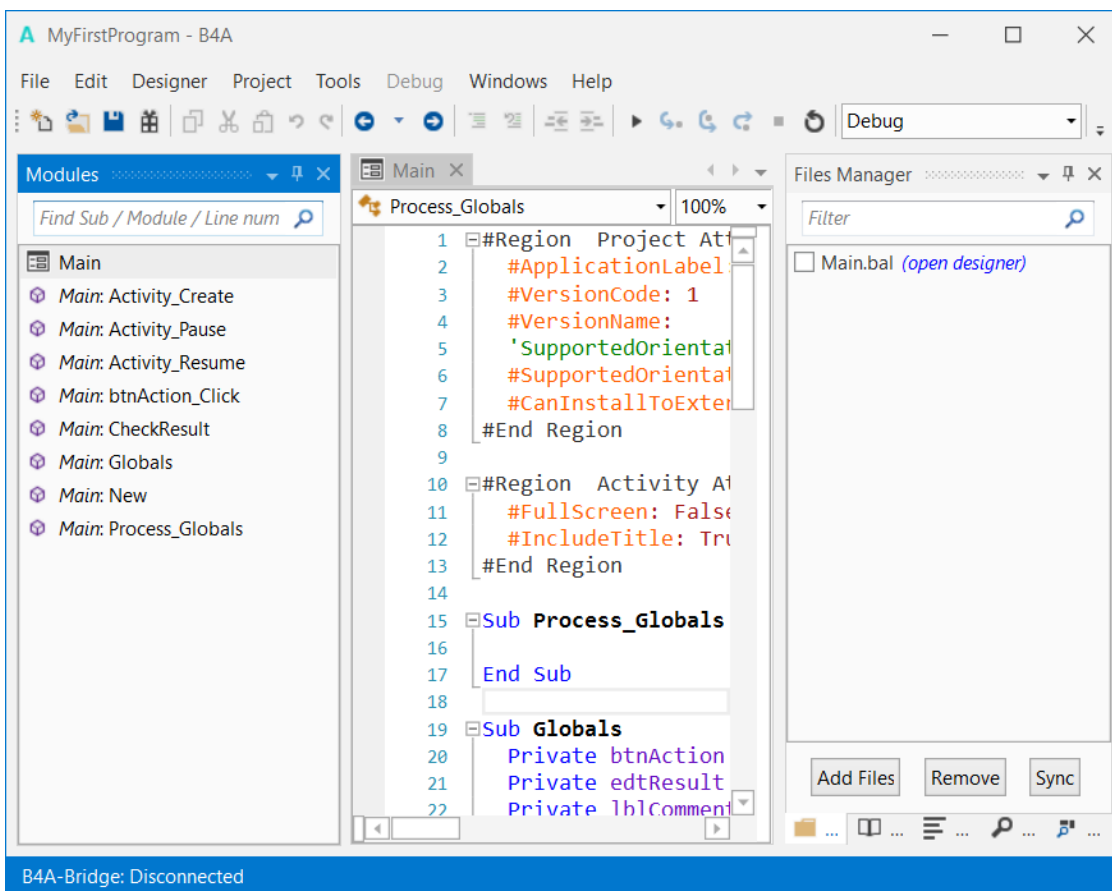 A MyFirstProgram - B4A
File Edit Designer Project Tools Debug Windows Help
Debug
Modules
Find Sub / Module / Line num
Main
Main: Activity_Create
Main: Activity_Pause
Main: Activity_Resume
Main: btnAction_Click
Main: CheckResult
Main: Globals
Main: New
Main: Process_Globals
Main
Process_Globals 100%
1 #Region Project Att
2 #ApplicationLabel:
3 #VersionCode: 1
4 #VersionName:
5 'SupportedOrientat
6 #SupportedOrientat
7 #CanInstallToExter
8 #End Region
9
10 #Region Activity At
11 #FullScreen: False
12 #IncludeTitle: Tru
13 #End Region
14
15 Sub Process_Globals
16
17 End Sub
18
19 Sub Globals
20 Private btnAction
21 Private edtResult
22 Private lblComment
Files Manager
Filter
Main.bal (open designer)
Add Files Remove Sync
... ... ... ... ...
B4A-Bridge: Disconnected